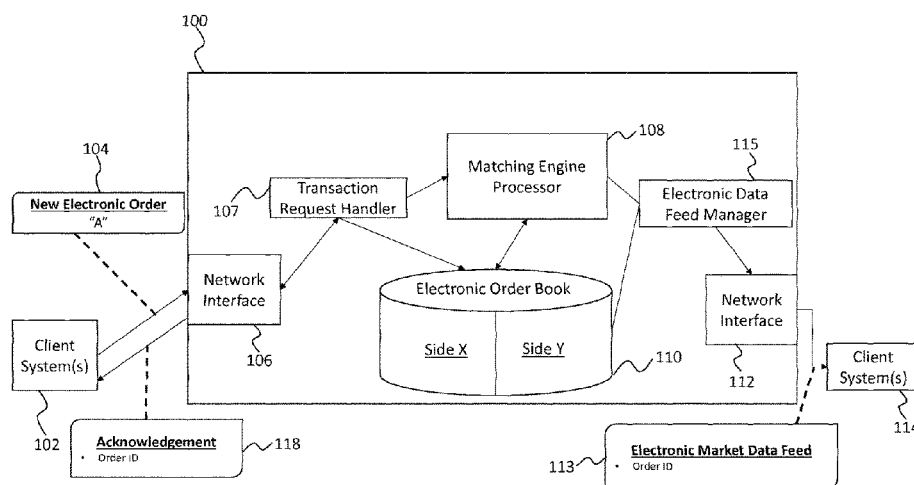 100
104
New Electronic Order
"A"
107
Transaction
Request Handler
Matching Engine
Processor
108
115
Electronic Data
Feed Manager
Network
Interface
106
Electronic Order Book
Side X
Side Y
110
Network
Interface
112
Client
System(s)
102
Client
System(s)
114
Acknowledgement
• Order ID
118
113
Electronic Market Data Feed
• Order ID